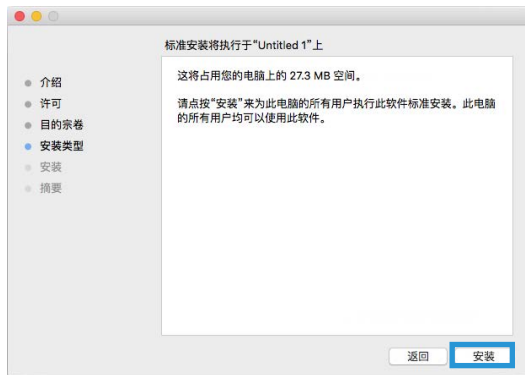 标准安装将执行于“Untitled 1”上
介绍
许可
目的宗卷
安装类型
安装
摘要
这将占用您的电脑上的 27.3 MB 空间。
请点按“安装”来为此电脑的所有用户执行此软件标准安装。此电脑
的所有用户均可以使用此软件。
返回
安装